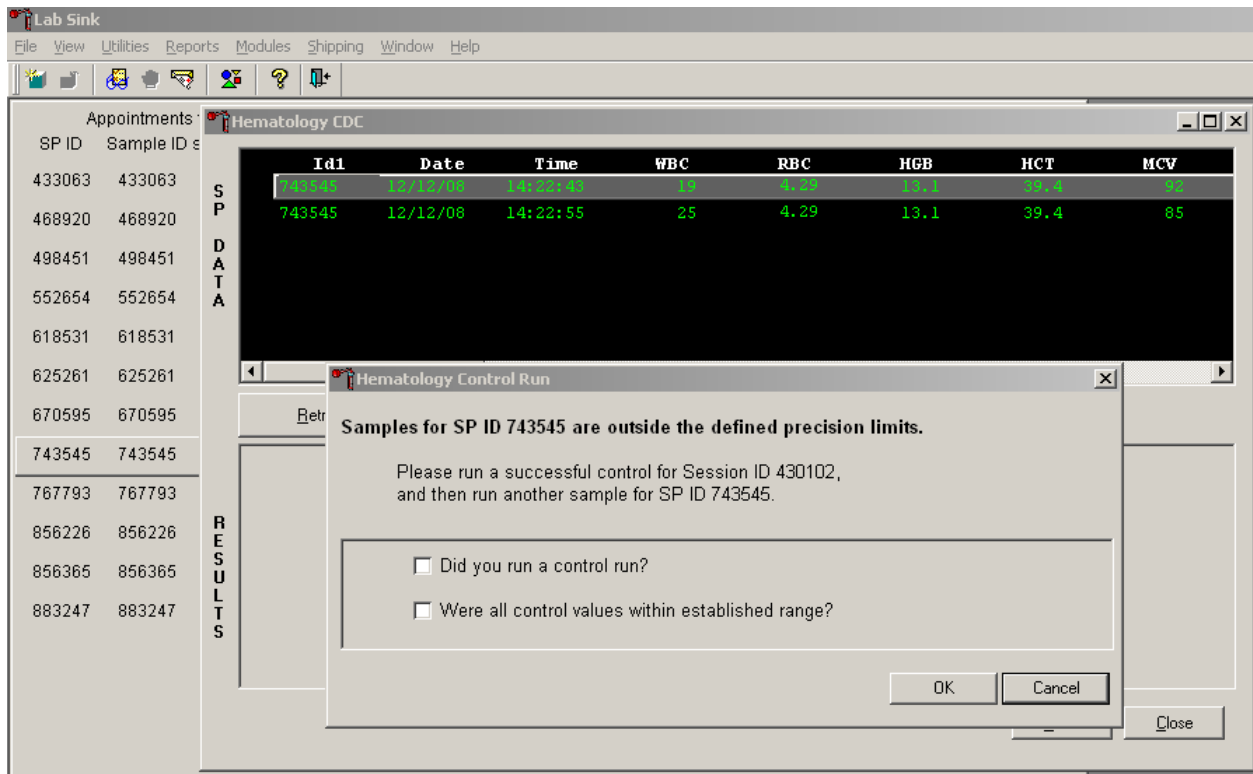 Lab Sink
File View Utilities Reports Modules Shipping Window Help
Appointments
SP ID Sample ID s
433063 433063
468920 468920
498451 498451
552654 552654
618531 618531
625261 625261
670595 670595
743545 743545
767793 767793
856226 856226
856365 856365
883247 883247
Hematology CDC
SP DATA
Id1 Date Time WBC RBC HGB HCT MCV
743545 12/12/08 14:22:43 19 4.29 13.1 39.4 92
743545 12/12/08 14:22:55 25 4.29 13.1 39.4 85
Retr
RESULTS
Hematology Control Run
Samples for SP ID 743545 are outside the defined precision limits.
Please run a successful control for Session ID 430102,
and then run another sample for SP ID 743545.
Did you run a control run?
Were all control values within established range?
OK Cancel
Close